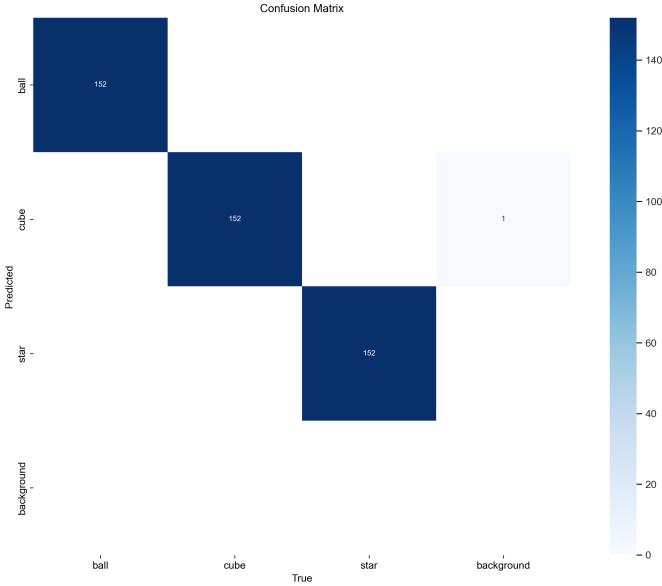 Confusion Matrix
ball
152
140
120
cube
152
1
100
Predicted
80
star
152
60
40
background
20
0
ball
cube
star
background
True